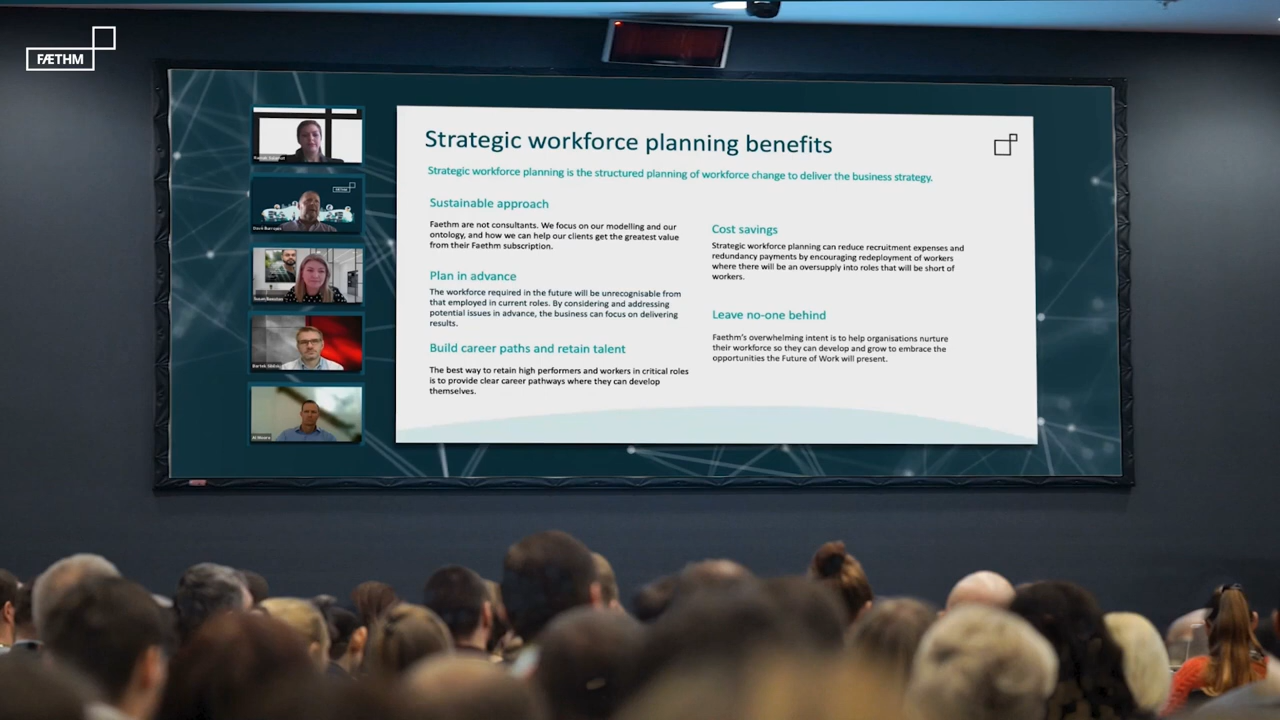 FÆTHM
Strategic workforce planning benefits
Strategic workforce planning is the structured planning of workforce change to deliver the business strategy.
Sustainable approach
Faethm are not consultants. We focus on our modelling and our
ontology, and how we can help our clients get the greatest value
from their Faethm subscription.
Plan in advance
The workforce required in the future will be unrecognisable from
that employed in current roles. By considering and addressing
potential issues in advance, the business can focus on delivering
results.
Build career paths and retain talent
The best way to retain high performers and workers in critical roles
is to provide clear career pathways where they can develop
themselves.
Cost savings
Strategic workforce planning can reduce recruitment expenses and
redundancy payments by encouraging redeployment of workers
where there will be an oversupply into roles that will be short of
workers.
Leave no-one behind
Faethm's overwhelming intent is to help organisations nurture
their workforce so they can develop and grow to embrace the
opportunities the Future of Work will present.